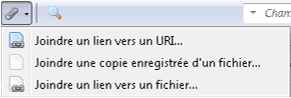 Cham
Joindre un lien vers un URI...
Joindre une copie enregistrée d'un fichier...
Joindre un lien vers un fichier...